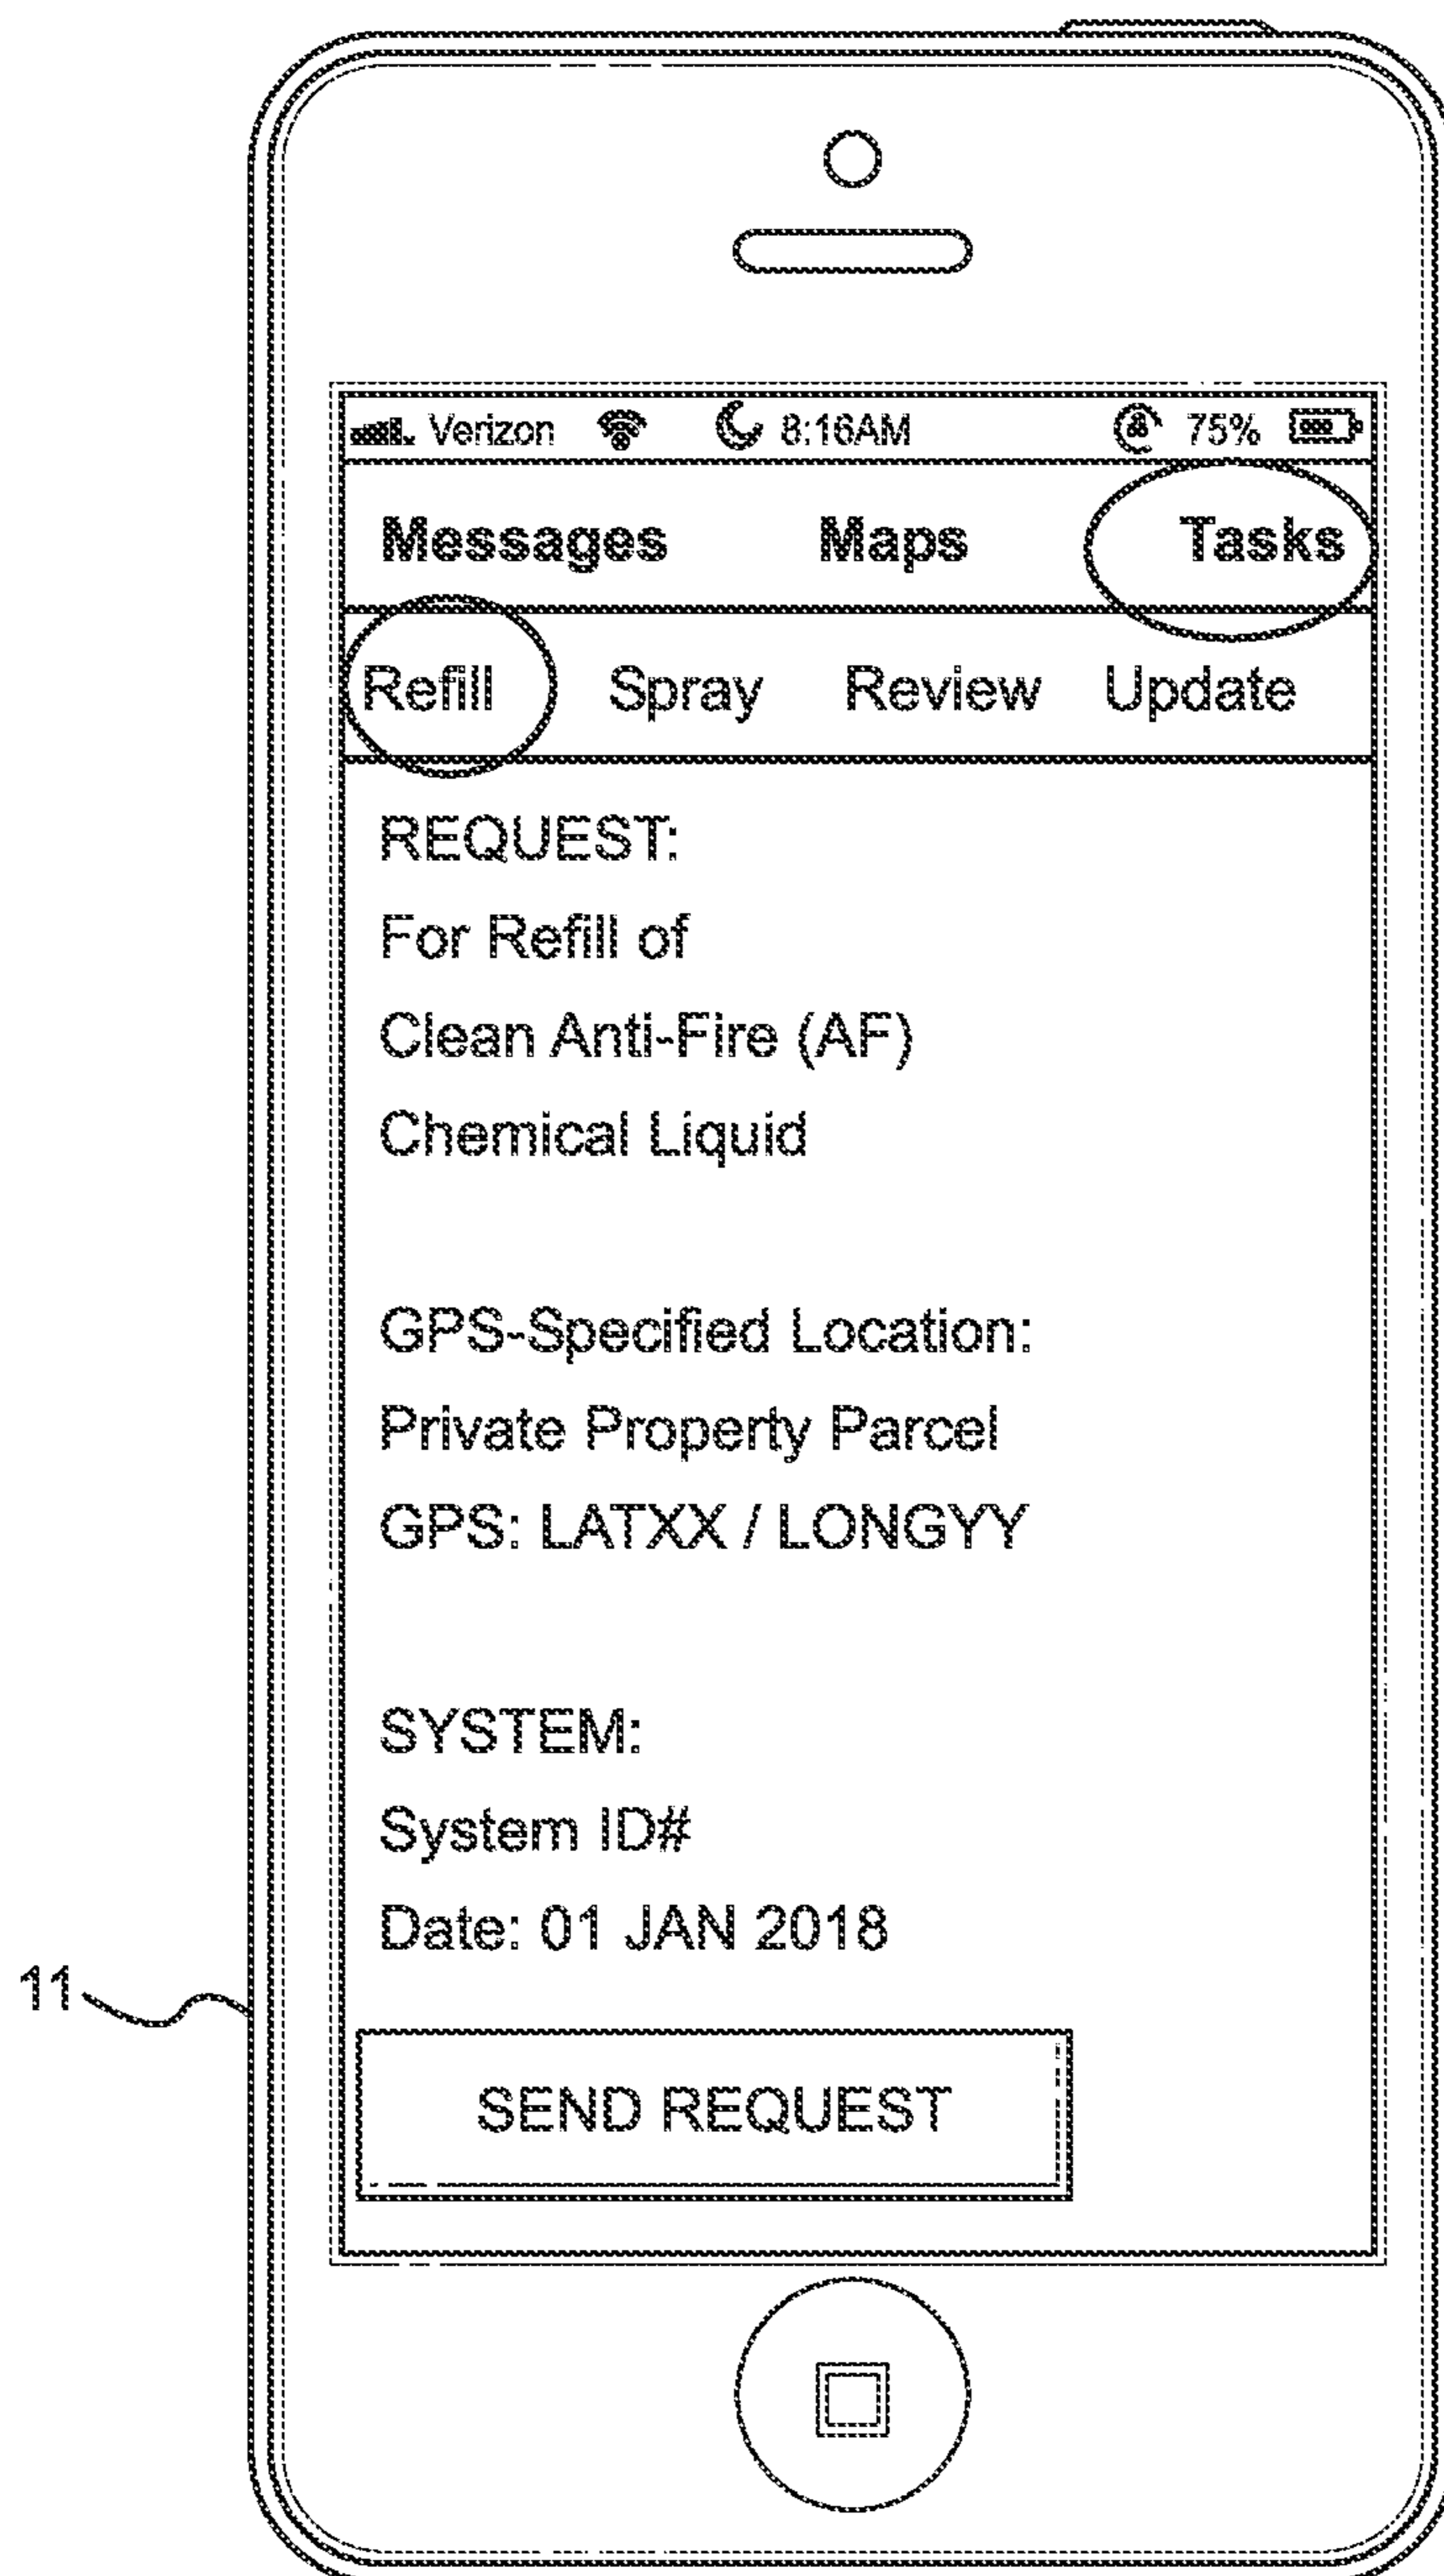 Verizon 8:16AM 75%
Messages Maps Tasks
Refill Spray Review Update
REQUEST:
For Refill of
Clean Anti-Fire (AF)
Chemical Liquid
GPS-Specified Location:
Private Property Parcel
GPS: LATXX / LONGYY
SYSTEM:
System ID#
Date: 01 JAN 2018
11
SEND REQUEST